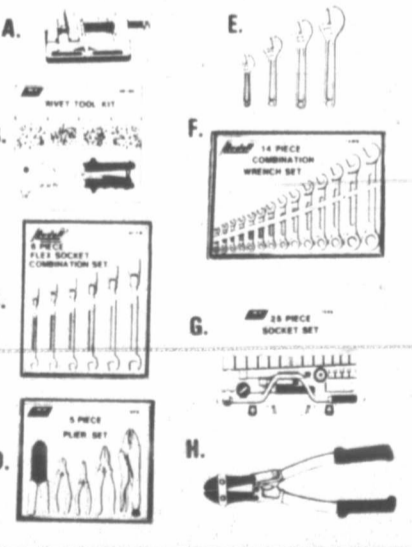 A.
RIVET TOOL KIT
6 PIECE
FLEX SOCKET
COMBINATION SET
5 PIECE
PLIER SET
E.
F.
14 PIECE
COMBINATION
WRENCH SET
G.
25 PIECE
SOCKET SET
H.